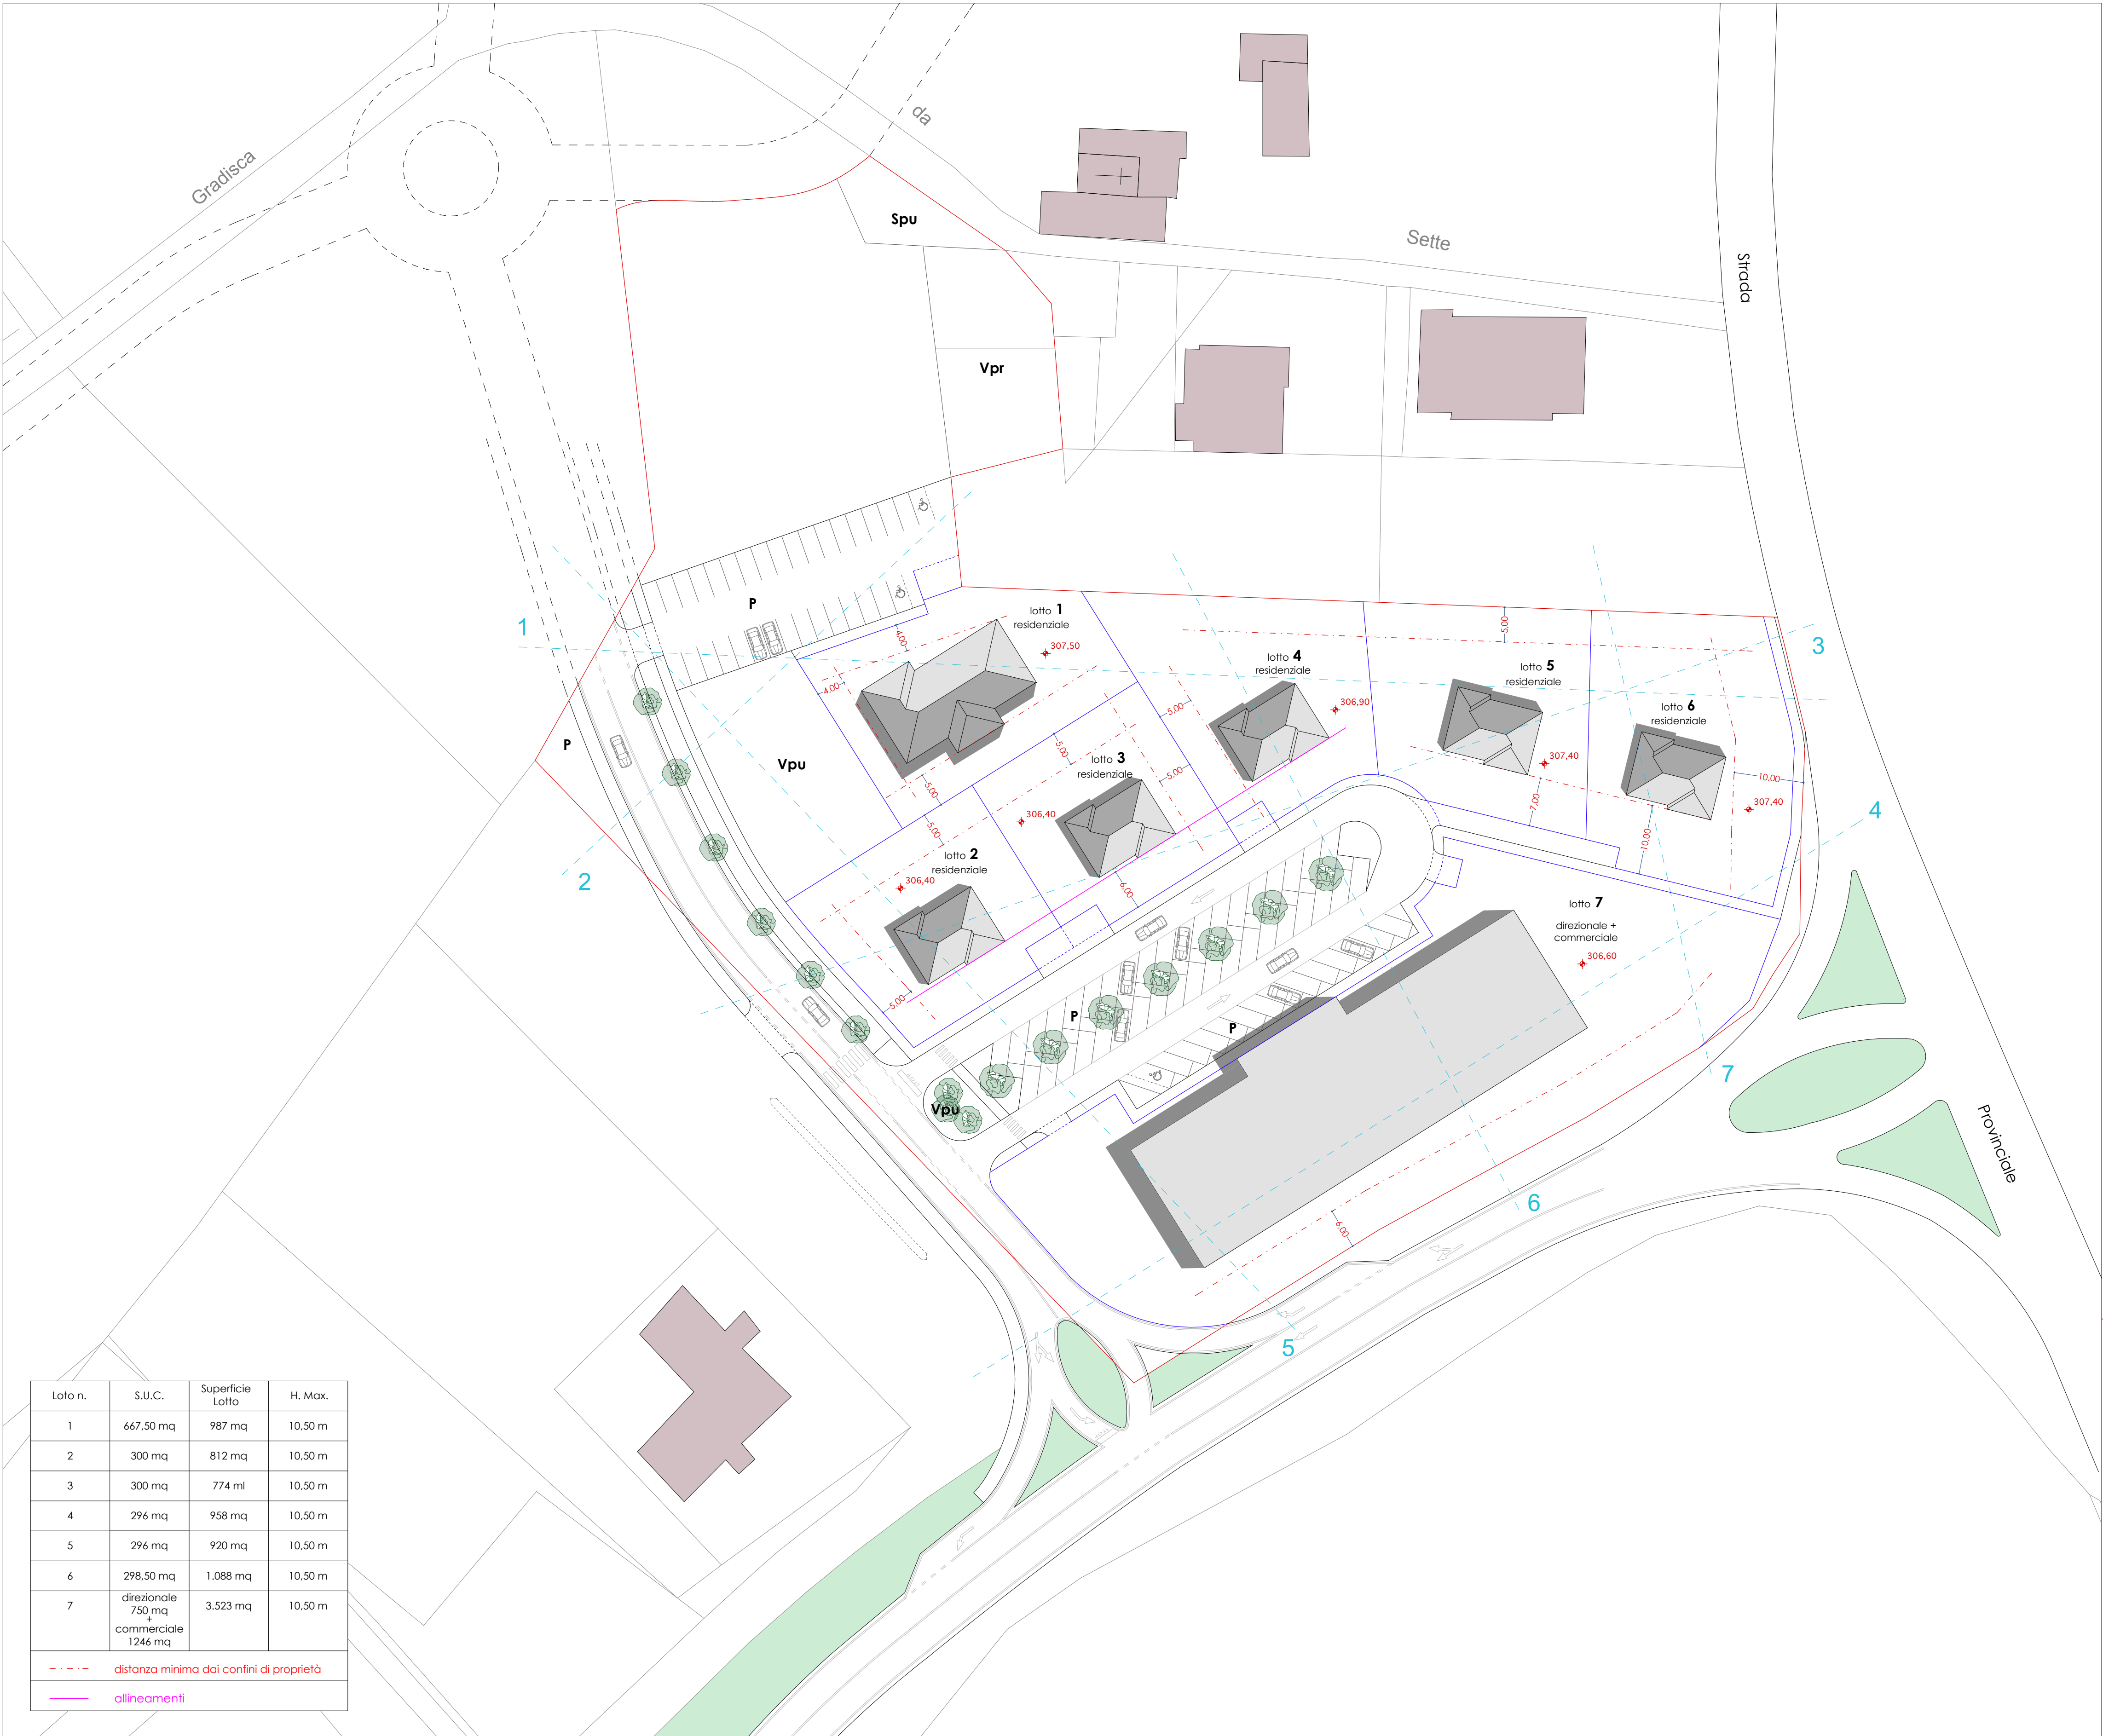 Gradisca
da
Sette
Strada
Provinciale
Spu
Vpr
P
P
Vpu
1
2
3
4
5
6
7
lotto 1
residenziale
307,50
4,00
4,00
5,00
5,00
5,00
5,00
lotto 4
residenziale
306,90
5,00
lotto 5
residenziale
307,40
7,00
lotto 6
residenziale
307,40
10,00
10,00
lotto 3
residenziale
306,40
5,00
6,00
lotto 2
residenziale
306,40
5,00
lotto 7
direzionale +
commerciale
306,60
6,00
P
P
Vpu
Loto n. S.U.C. Superficie Lotto H. Max.
1 667,50 mq 987 mq 10,50 m
2 300 mq 812 mq 10,50 m
3 300 mq 774 ml 10,50 m
4 296 mq 958 mq 10,50 m
5 296 mq 920 mq 10,50 m
6 298,50 mq 1.088 mq 10,50 m
7 direzionale 3.523 mq 10,50 m
750 mq
+
commerciale
1246 mq
distanza minima dai confini di proprietà
allineamenti